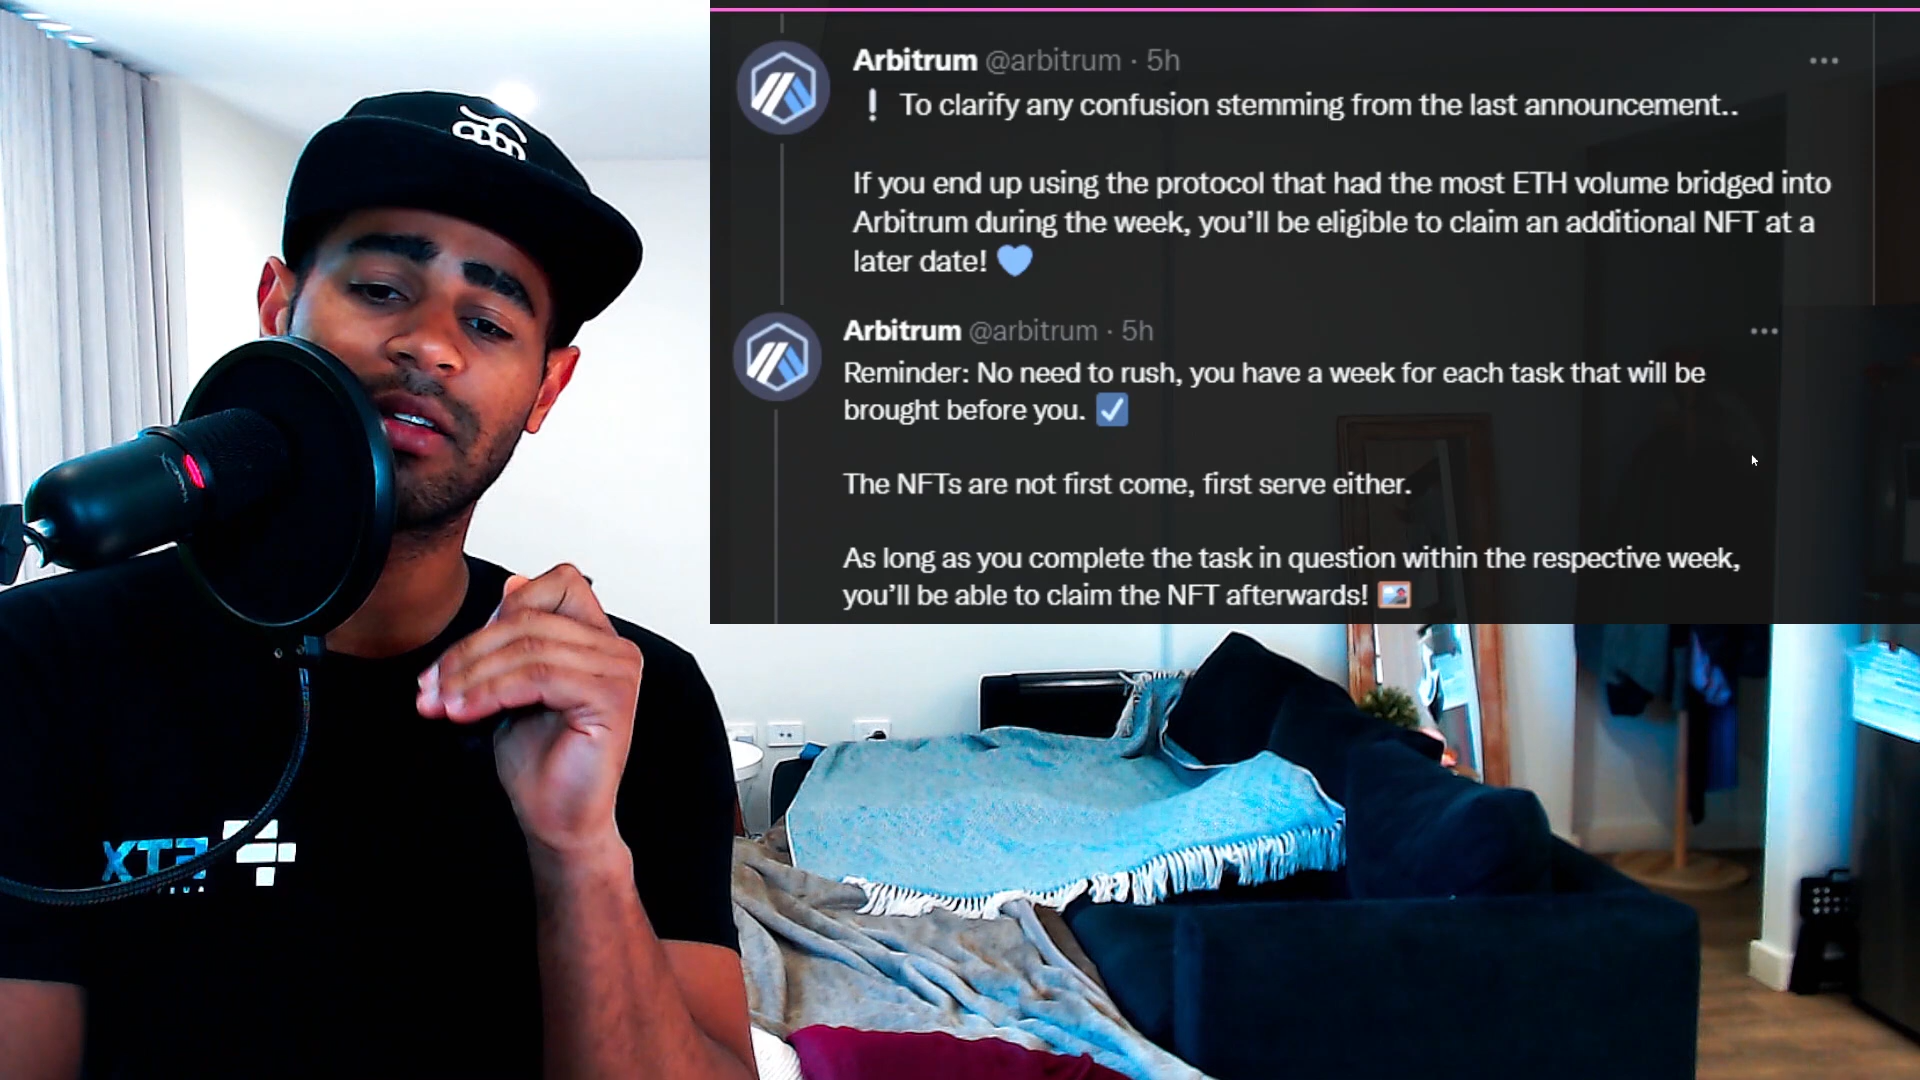 Arbitrum @arbitrum · 5h
❗ To clarify any confusion stemming from the last announcement..
If you end up using the protocol that had the most ETH volume bridged into
Arbitrum during the week, you’ll be eligible to claim an additional NFT at a
later date! 💙
Arbitrum @arbitrum · 5h
Reminder: No need to rush, you have a week for each task that will be
brought before you. ☑️
The NFTs are not first come, first serve either.
As long as you complete the task in question within the respective week,
you’ll be able to claim the NFT afterwards! 🖼️